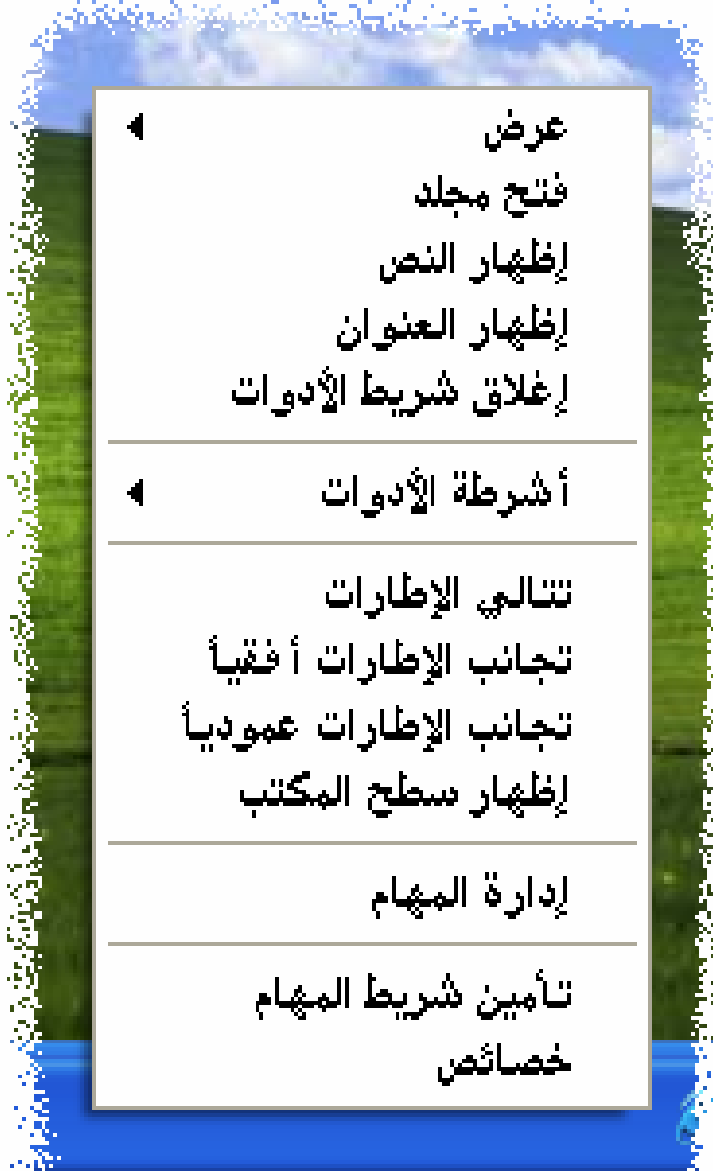 عرض
فتح مجلد
إظهار النص
إظهار العنوان
إغلاق شريط الأدوات
أشرطة الأدوات
تتالي الإطارات
تجانب الإطارات أفقياً
تجانب الإطارات عمودياً
إظهار سطح المكتب
إدارة المهام
تأمين شريط المهام
خصائص